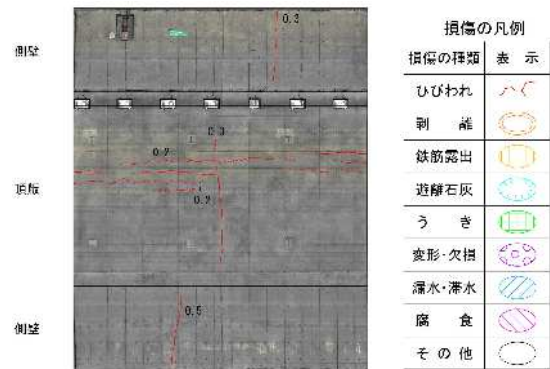 側壁
0.3
0.3
0.2
頂版
0.2
側壁
0.5
損傷の凡例
損傷の種類 表 示
ひびわれ
剥 離
鉄筋露出
遊離石灰
う き
変形・欠損
漏水・滞水
腐 食
その他